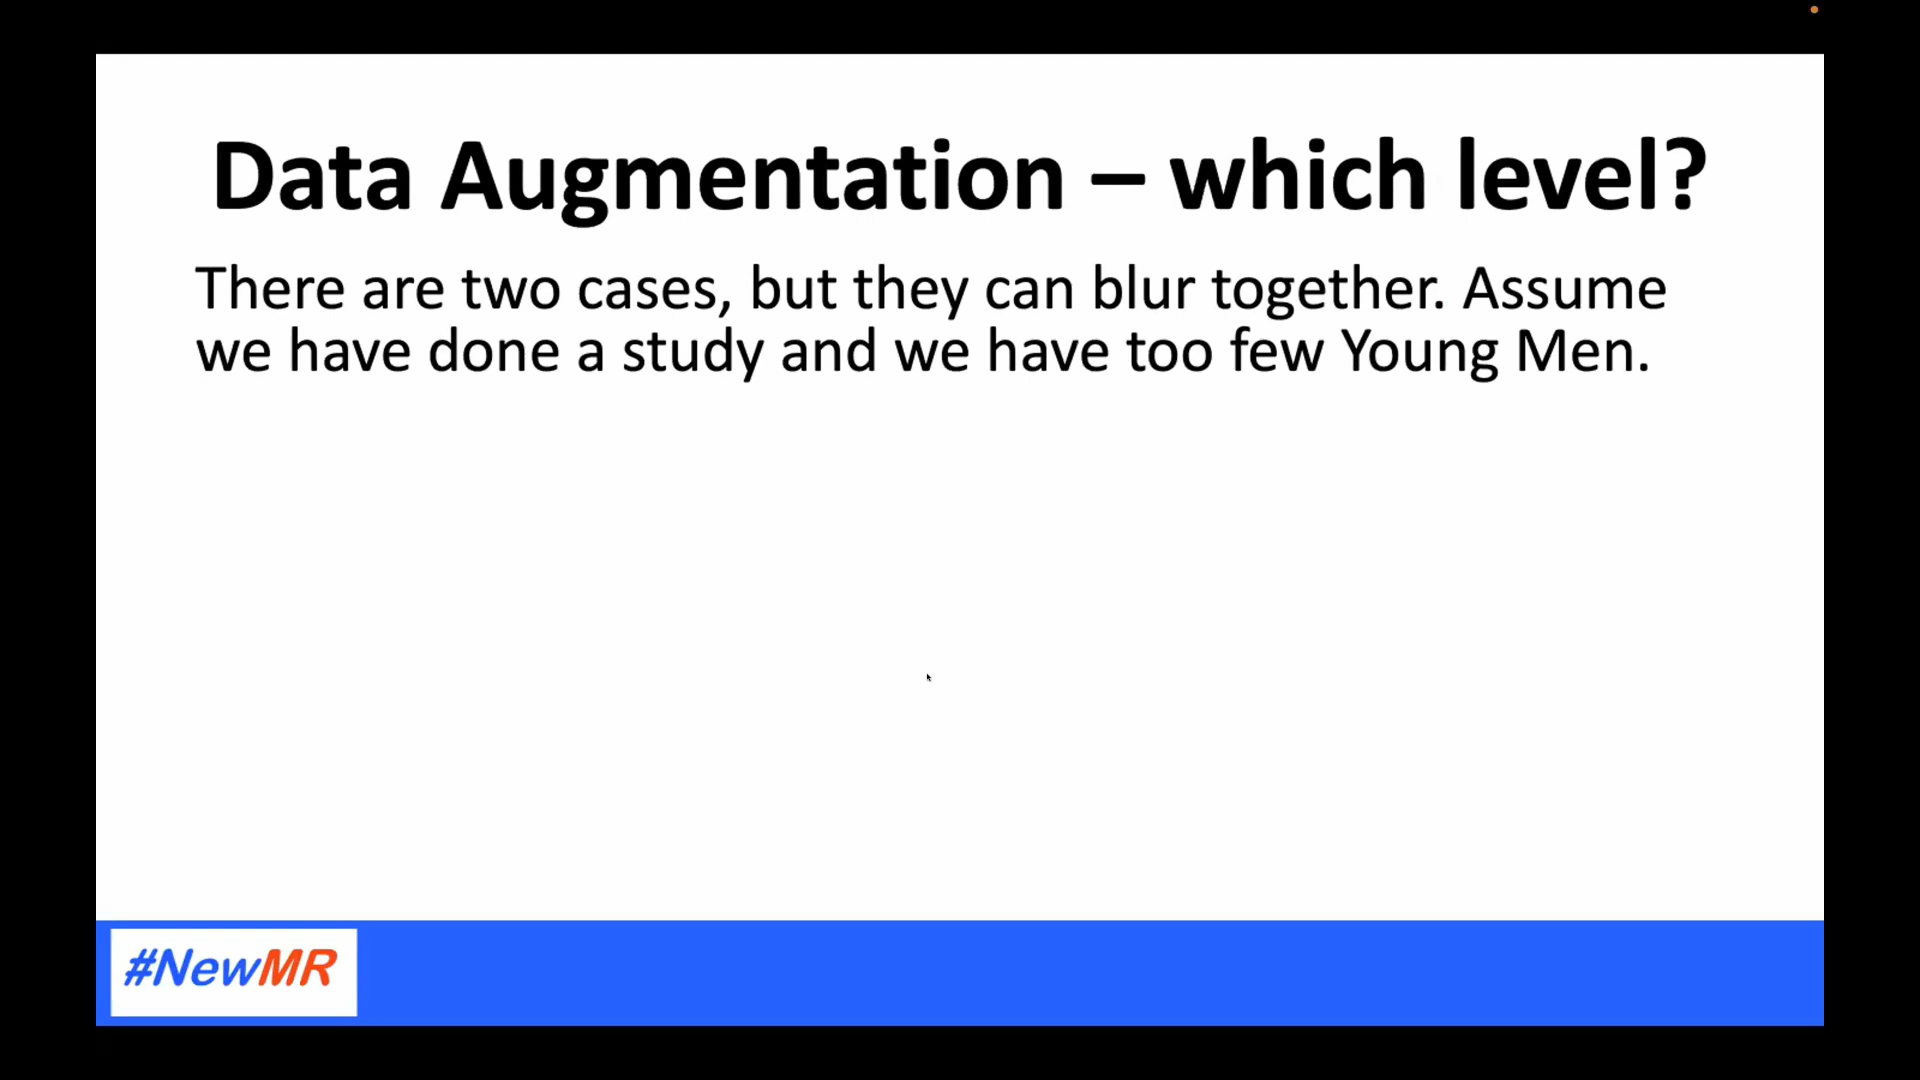 Data Augmentation – which level?
There are two cases, but they can blur together. Assume
we have done a study and we have too few Young Men.
#NewMR